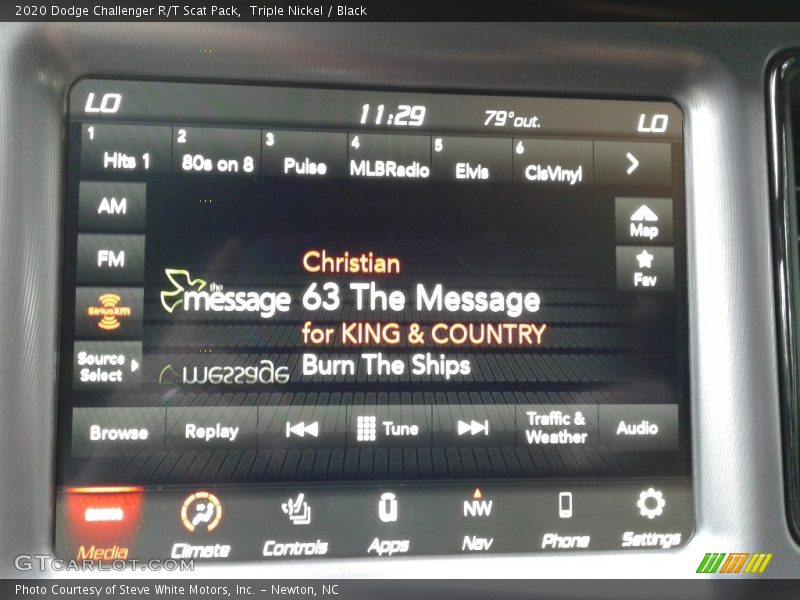 2020 Dodge Challenger R/T Scat Pack,  Triple Nickel / Black
LO 11:29 79° out. LO
1 Hits 1
2 80s on 8
3 Pulse
4 MLBRadio
5 Elvis
6 ClsVinyl
AM
Map
FM
Fav
SiriusXM
Source
Select
the
message
Christian
63 The Message
for KING & COUNTRY
Burn The Ships
message
Browse Replay Tune Traffic & Weather Audio
NW
Media Climate Controls Apps Nav Phone Settings
GTCarLot.com
Photo Courtesy of Steve White Motors, Inc. – Newton, NC